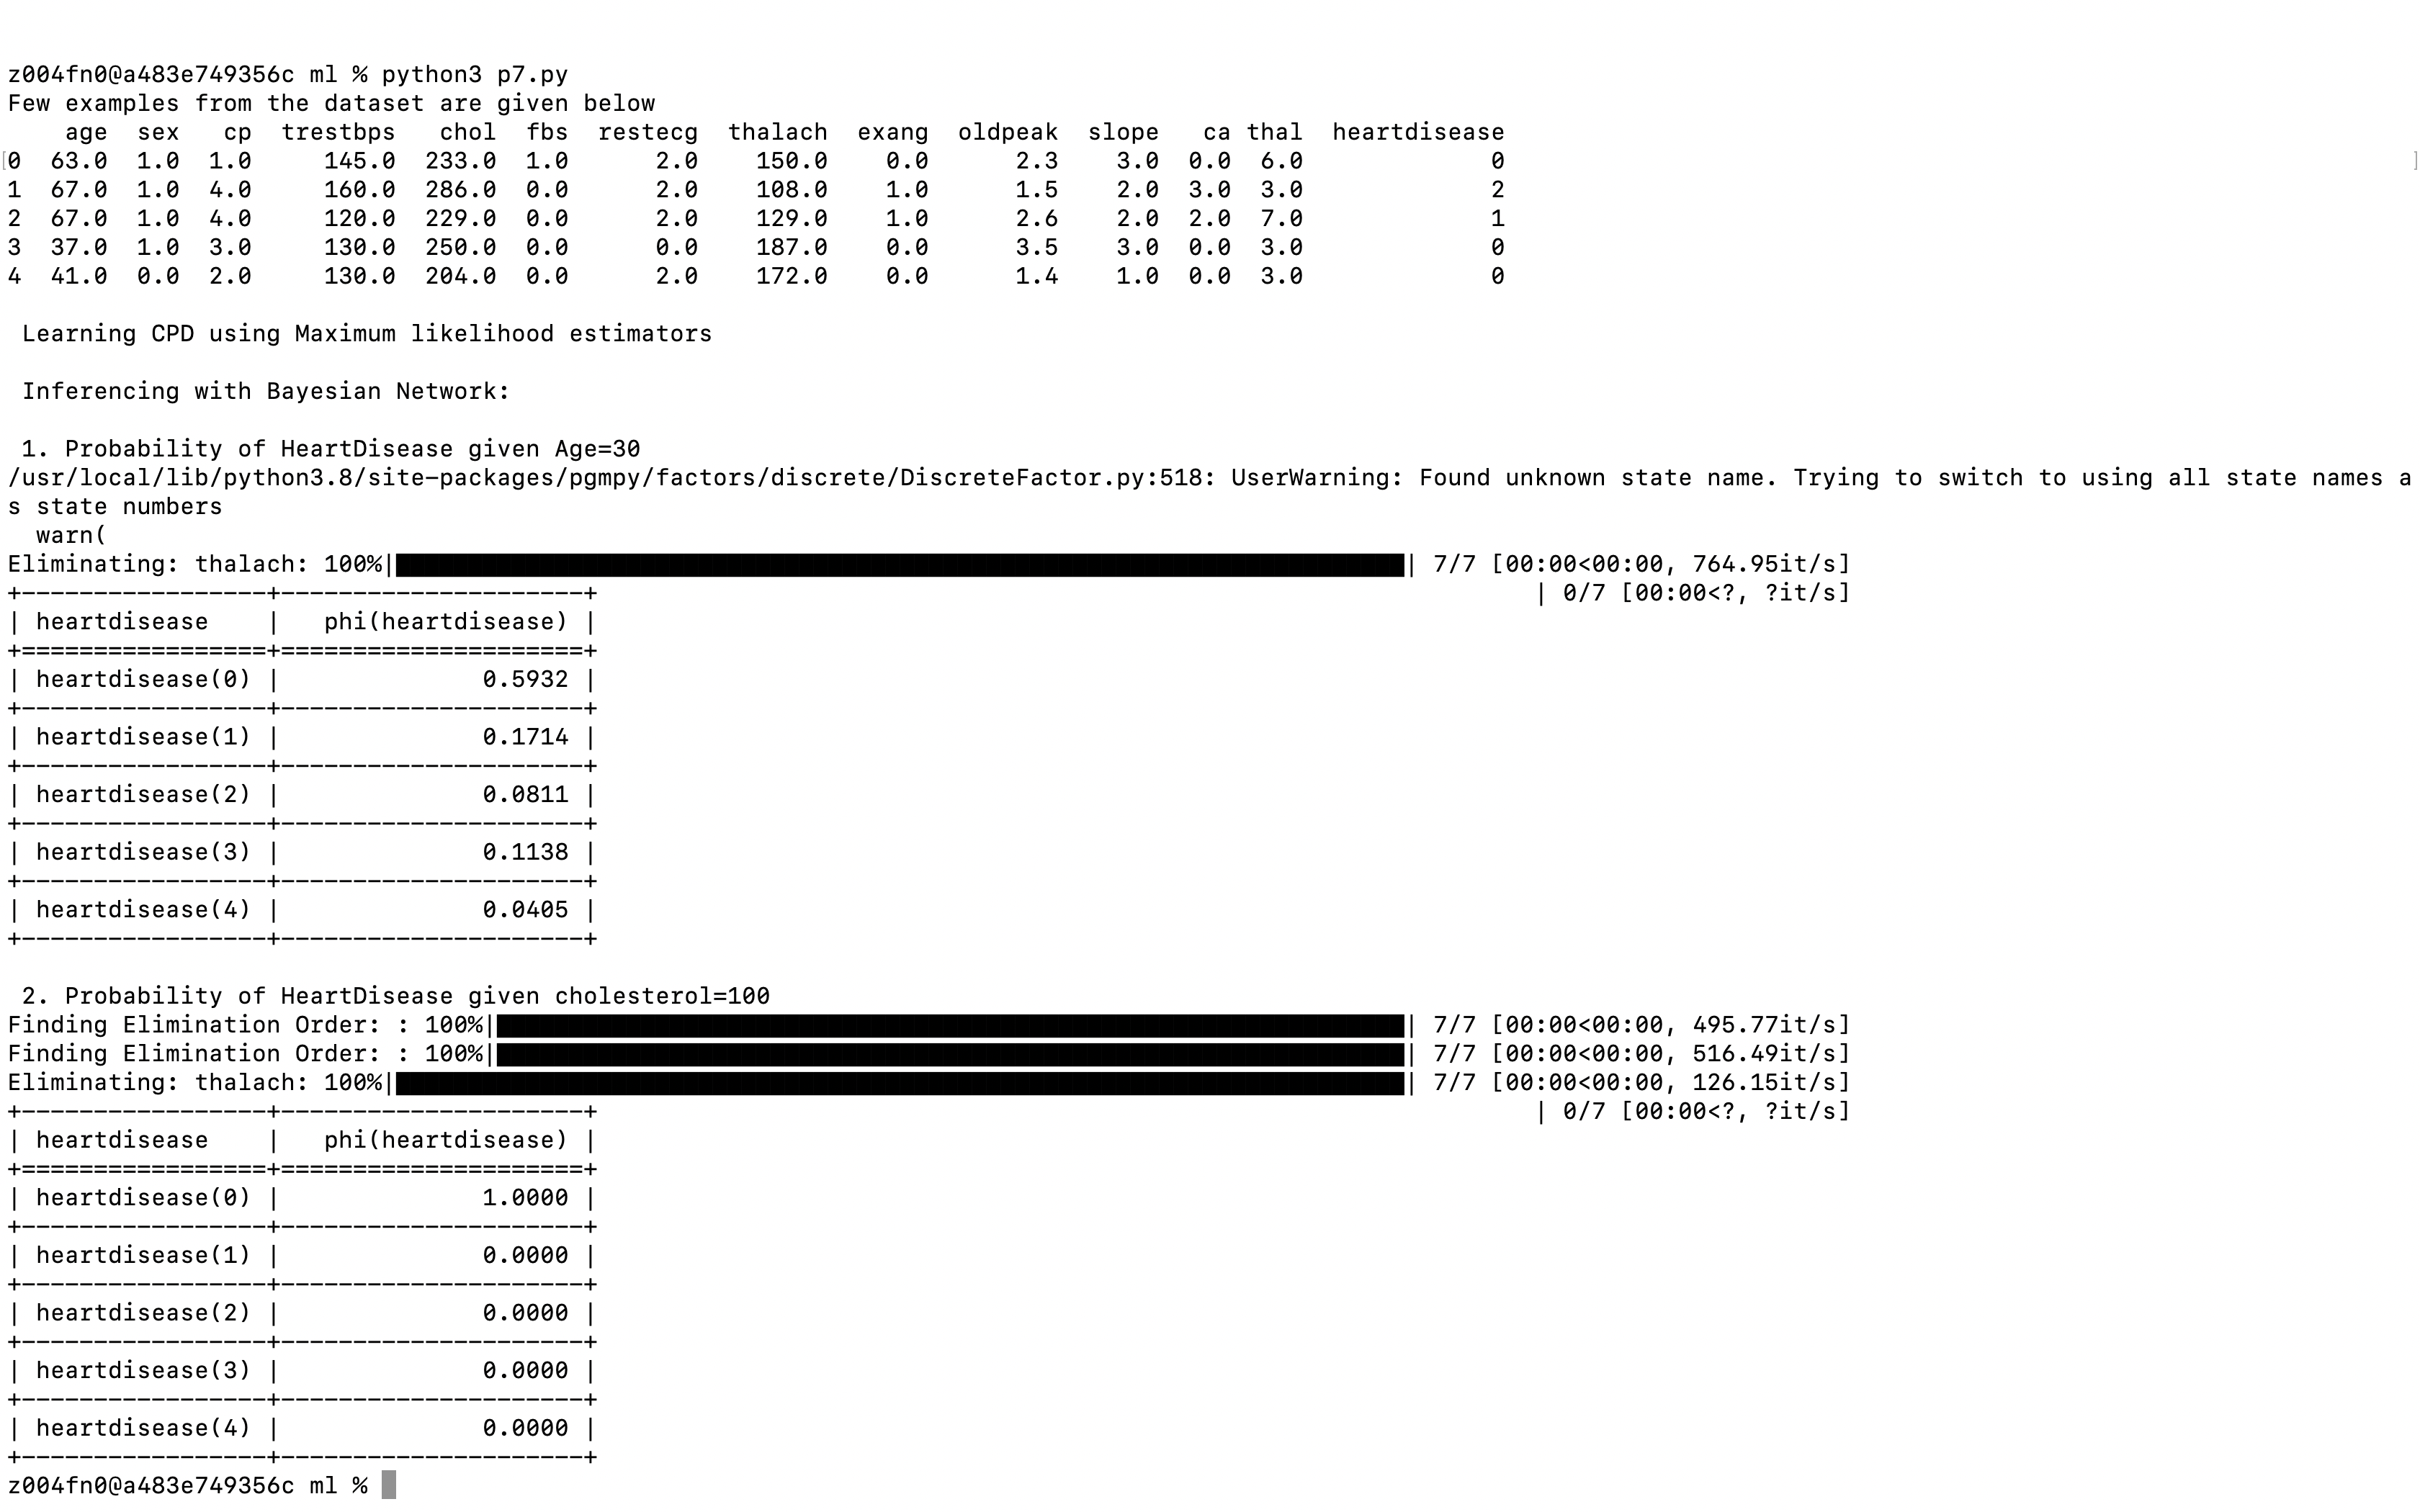 z004fn0@a483e749356c ml % python3 p7.py
Few examples from the dataset are given below
    age  sex   cp  trestbps   chol  fbs  restecg  thalach  exang  oldpeak  slope   ca thal  heartdisease
[0  63.0  1.0  1.0     145.0  233.0  1.0      2.0    150.0    0.0      2.3    3.0  0.0  6.0             0 ]
1  67.0  1.0  4.0     160.0  286.0  0.0      2.0    108.0    1.0      1.5    2.0  3.0  3.0             2
2  67.0  1.0  4.0     120.0  229.0  0.0      2.0    129.0    1.0      2.6    2.0  2.0  7.0             1
3  37.0  1.0  3.0     130.0  250.0  0.0      0.0    187.0    0.0      3.5    3.0  0.0  3.0             0
4  41.0  0.0  2.0     130.0  204.0  0.0      2.0    172.0    0.0      1.4    1.0  0.0  3.0             0
 Learning CPD using Maximum likelihood estimators
 Inferencing with Bayesian Network:
 1. Probability of HeartDisease given Age=30
/usr/local/lib/python3.8/site-packages/pgmpy/factors/discrete/DiscreteFactor.py:518: UserWarning: Found unknown state name. Trying to switch to using all state names a
s state numbers
  warn(
Eliminating: thalach: 100%|██████████| 7/7 [00:00<00:00, 764.95it/s]
+------------------+---------------------+ | 0/7 [00:00<?, ?it/s]
| heartdisease    |   phi(heartdisease) |
+==================+=====================+
| heartdisease(0) |              0.5932 |
+------------------+---------------------+
| heartdisease(1) |              0.1714 |
+------------------+---------------------+
| heartdisease(2) |              0.0811 |
+------------------+---------------------+
| heartdisease(3) |              0.1138 |
+------------------+---------------------+
| heartdisease(4) |              0.0405 |
+------------------+---------------------+
 2. Probability of HeartDisease given cholesterol=100
Finding Elimination Order: : 100%|██████████| 7/7 [00:00<00:00, 495.77it/s]
Finding Elimination Order: : 100%|██████████| 7/7 [00:00<00:00, 516.49it/s]
Eliminating: thalach: 100%|██████████| 7/7 [00:00<00:00, 126.15it/s]
+------------------+---------------------+ | 0/7 [00:00<?, ?it/s]
| heartdisease    |   phi(heartdisease) |
+==================+=====================+
| heartdisease(0) |              1.0000 |
+------------------+---------------------+
| heartdisease(1) |              0.0000 |
+------------------+---------------------+
| heartdisease(2) |              0.0000 |
+------------------+---------------------+
| heartdisease(3) |              0.0000 |
+------------------+---------------------+
| heartdisease(4) |              0.0000 |
+------------------+---------------------+
z004fn0@a483e749356c ml %